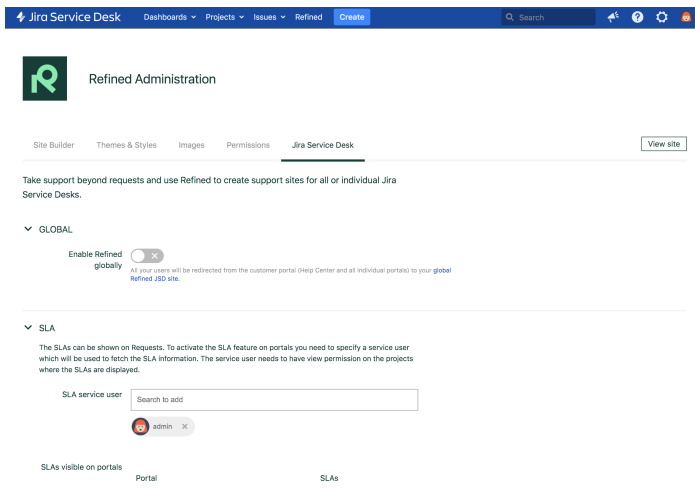 Jira Service Desk Dashboards Projects Issues Refined Create Search
Refined Administration
Site Builder Themes & Styles Images Permissions Jira Service Desk View site
Take support beyond requests and use Refined to create support sites for all or individual Jira
Service Desks.
GLOBAL
Enable Refined
globally
All your users will be redirected from the customer portal (Help Center and all individual portals) to your global
Refined JSD site.
SLA
The SLAs can be shown on Requests. To activate the SLA feature on portals you need to specify a service user
which will be used to fetch the SLA information. The service user needs to have view permission on the projects
where the SLAs are displayed.
SLA service user Search to add
admin
SLAs visible on portals
Portal SLAs